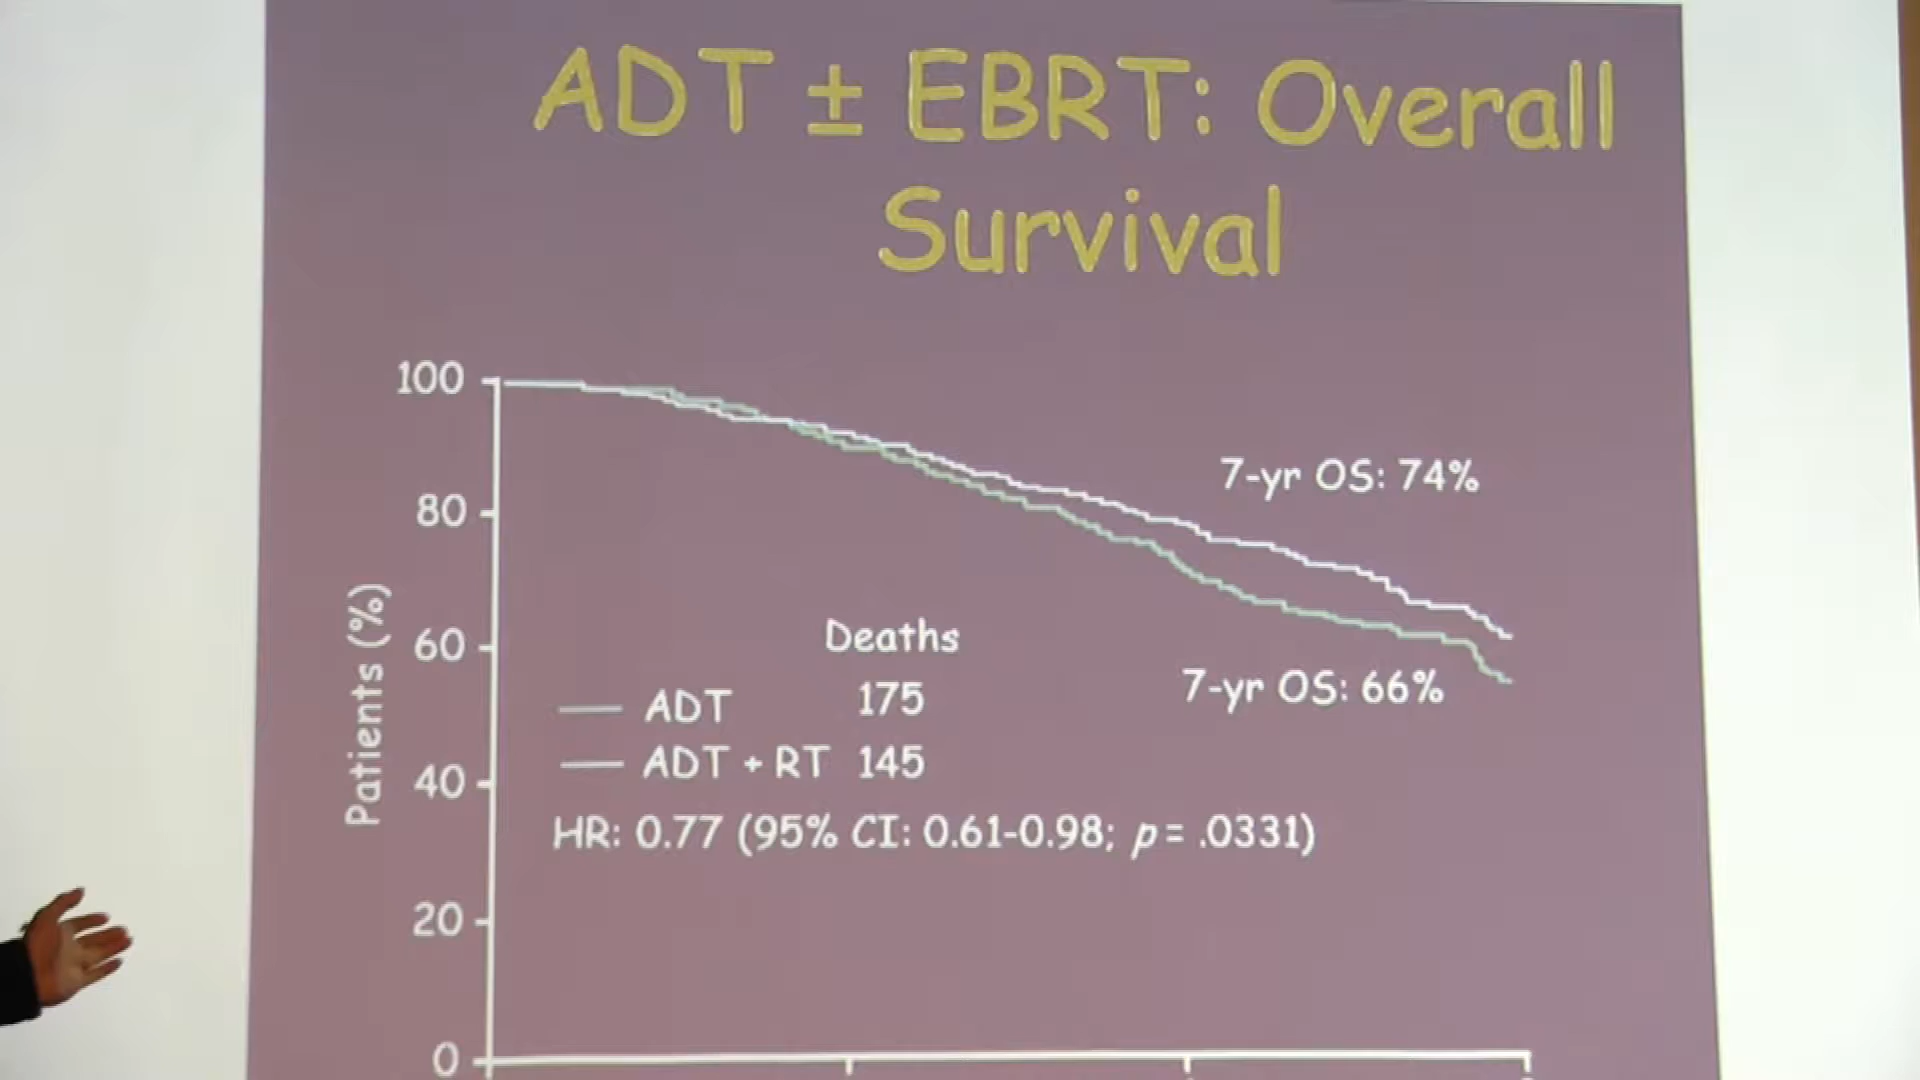 ADT ± EBRT: Overall
Survival
100
80
60
40
20
0
Patients (%)
7-yr OS: 74%
7-yr OS: 66%
Deaths
ADT 175
ADT + RT 145
HR: 0.77 (95% CI: 0.61-0.98; p = .0331)